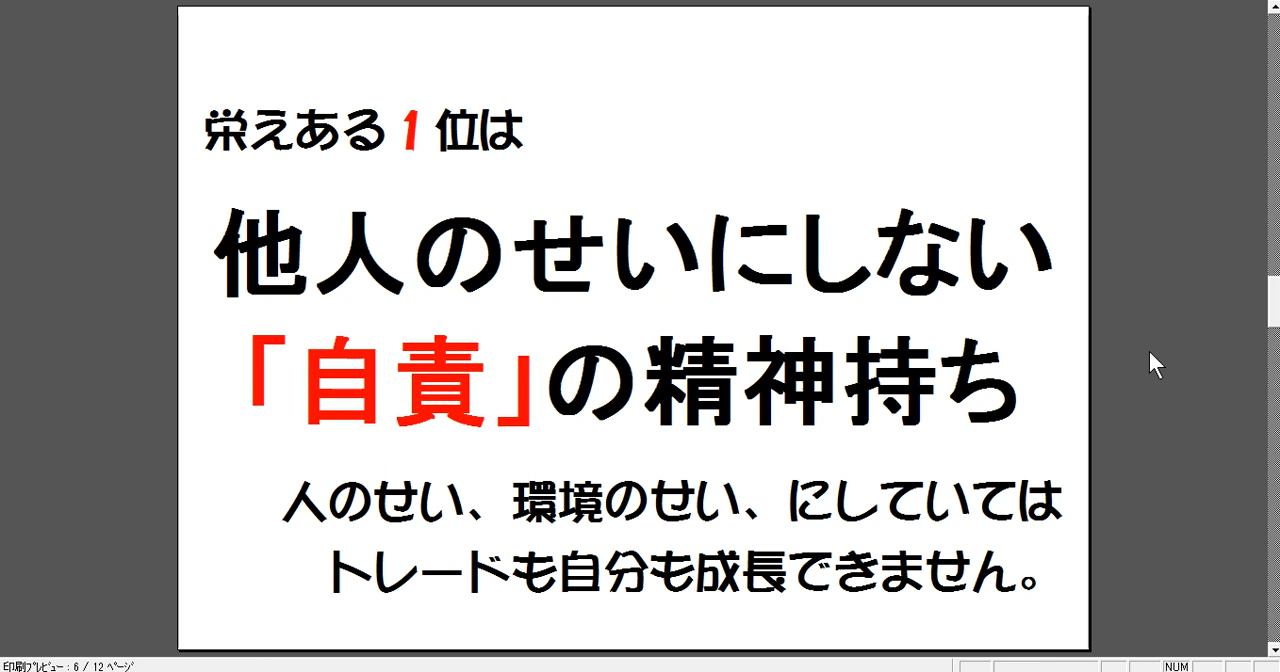 栄えある1位は
他人のせいにしない
「自責」の精神持ち
人のせい、環境のせい、にしていては
トレードも自分も成長できません。
印刷ﾌﾟﾚﾋﾞｭｰ : 6 / 12 ﾍﾟｰｼﾞ
NUM